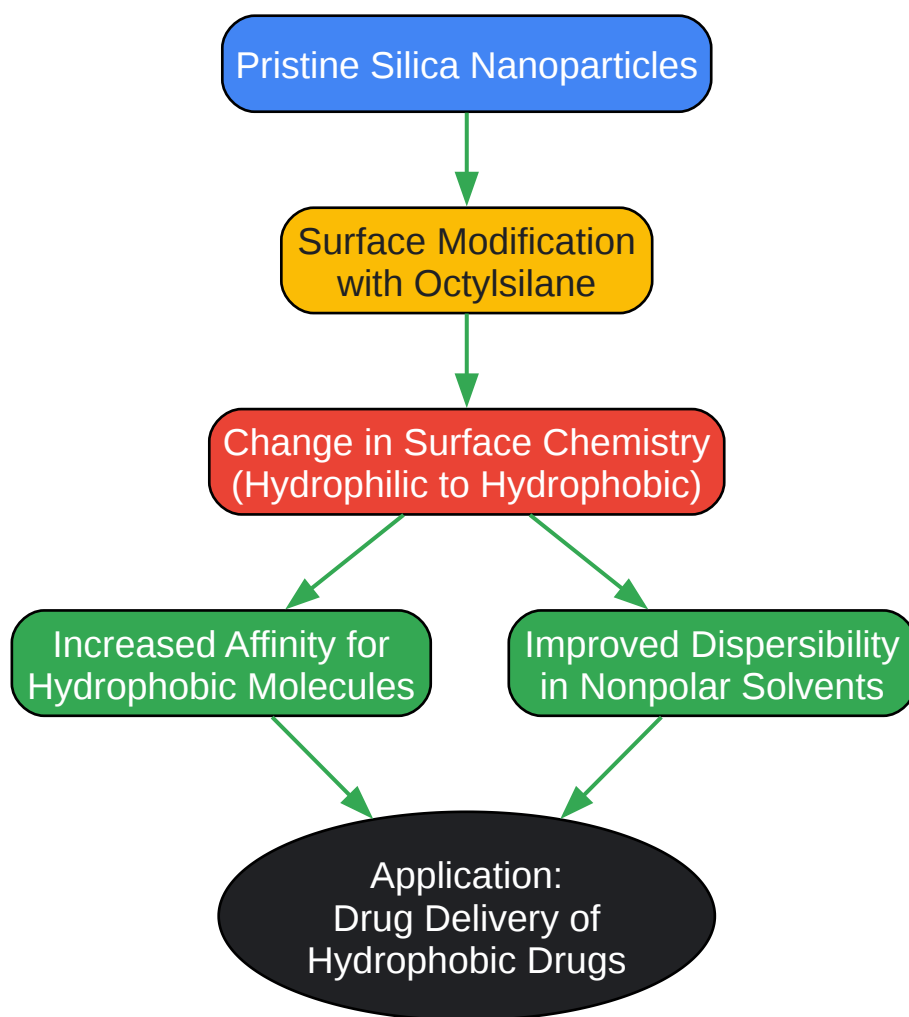 Pristine Silica Nanoparticles
Surface Modification
with Octylsilane
Change in Surface Chemistry
(Hydrophilic to Hydrophobic)
Increased Affinity for
Hydrophobic Molecules
Improved Dispersibility
in Nonpolar Solvents
Application:
Drug Delivery of
Hydrophobic Drugs